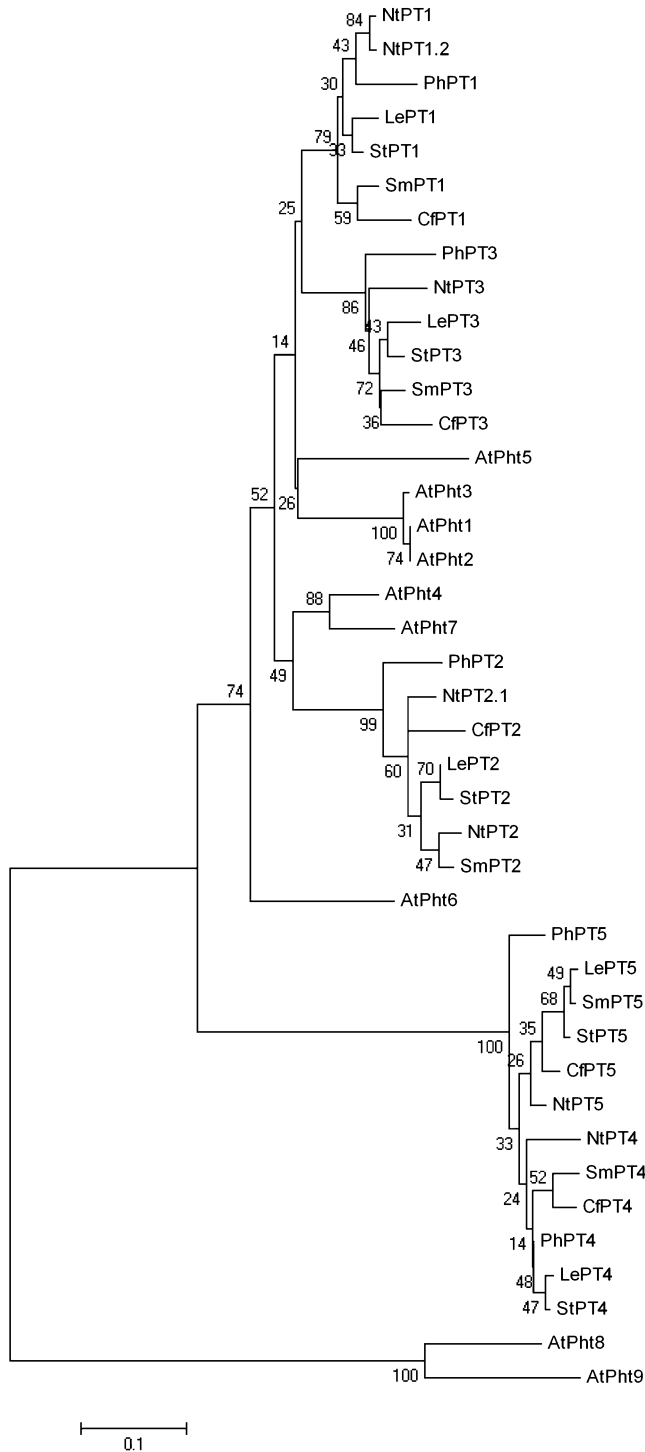 84
NtPT1
43
NtPT1.2
30
PhPT1
LePT1
79
33
StPT1
SmPT1
59
CfPT1
25
PhPT3
86
NtPT3
43
LePT3
46
StPT3
72
SmPT3
36
CfPT3
14
AtPht5
52
26
AtPht3
100
AtPht1
74
AtPht2
88
AtPht4
AtPht7
49
PhPT2
74
99
NtPT2.1
CfPT2
60
70
LePT2
StPT2
31
NtPT2
47
SmPT2
AtPht6
PhPT5
49
LePT5
68
SmPT5
35
StPT5
100
26
CfPT5
NtPT5
33
NtPT4
52
SmPT4
24
CfPT4
14
PhPT4
48
LePT4
47
StPT4
AtPht8
100
AtPht9
0.1